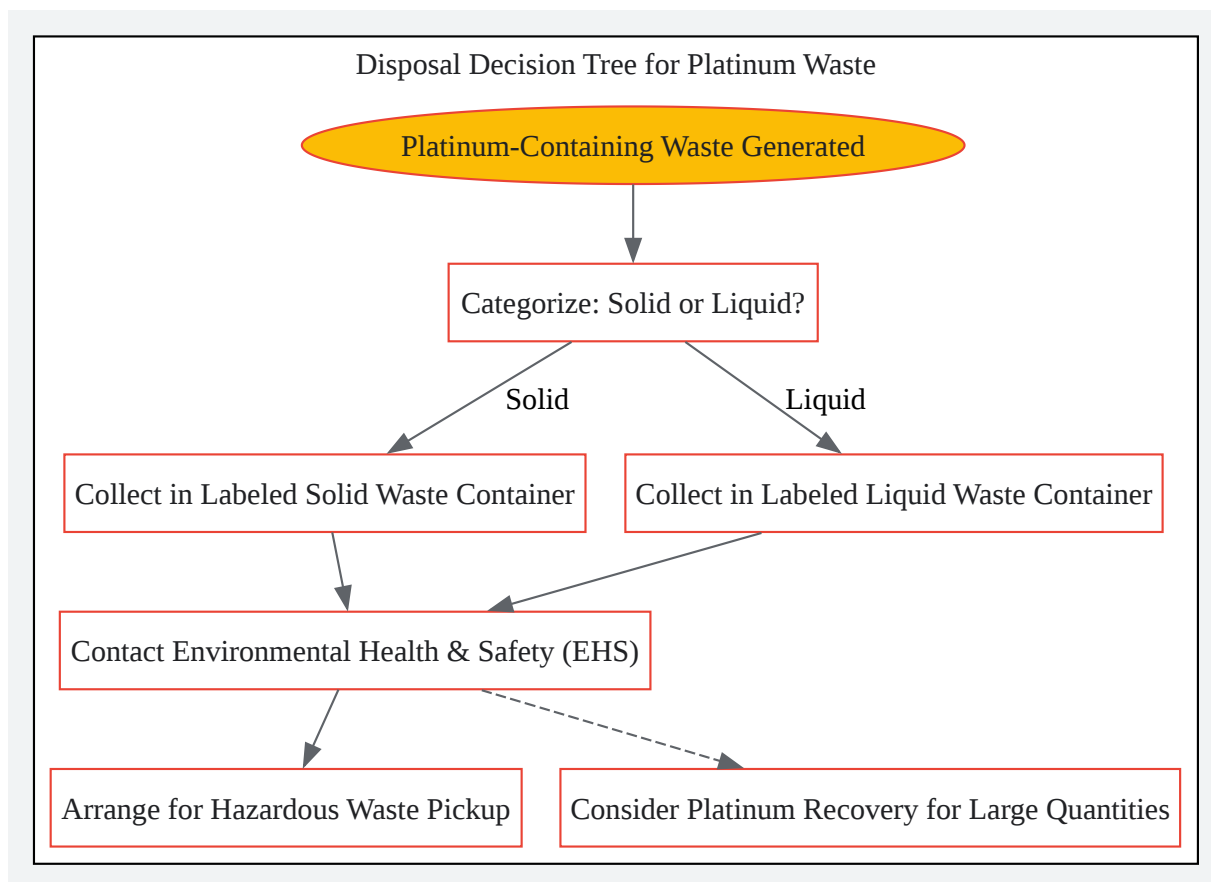 Disposal Decision Tree for Platinum Waste
Platinum-Containing Waste Generated
Categorize: Solid or Liquid?
Solid
Liquid
Collect in Labeled Solid Waste Container
Collect in Labeled Liquid Waste Container
Contact Environmental Health & Safety (EHS)
Arrange for Hazardous Waste Pickup
Consider Platinum Recovery for Large Quantities